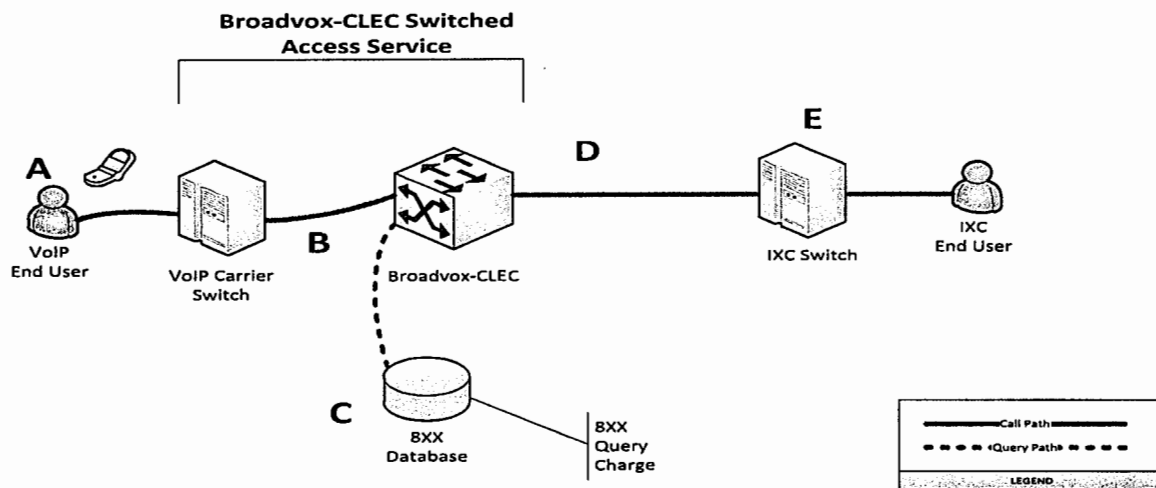 Broadvox-CLEC Switched
Access Service
A
VoIP
End User
VoIP Carrier
Switch
B
Broadvox-CLEC
C
8XX
Database
8XX
Query
Charge
D
E
IXC Switch
IXC
End User
Call Path
Query Path
LEGEND